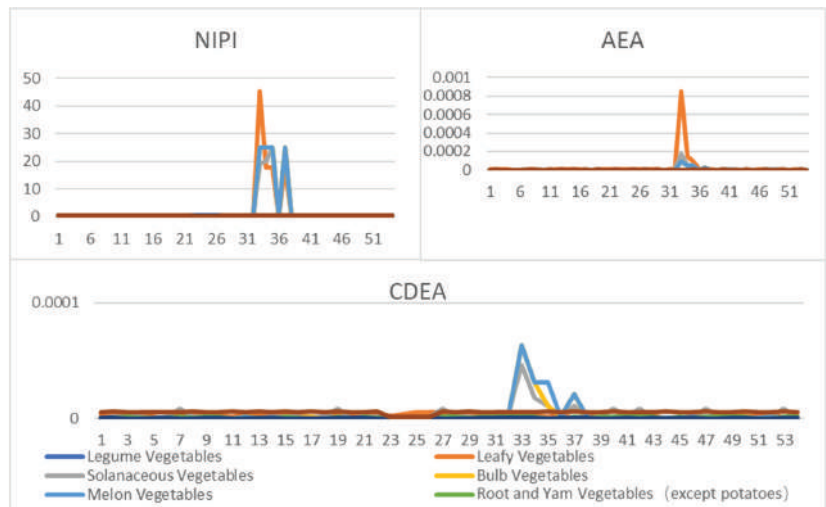 NIPI
50
40
30
20
10
0
1 6 11 16 21 26 31 36 41 46 51
AEA
0.001
0.0008
0.0006
0.0004
0.0002
0
1 6 11 16 21 26 31 36 41 46 51
CDEA
0.0001
0
1 3 5 7 9 11 13 15 17 19 21 23 25 27 29 31 33 35 37 39 41 43 45 47 49 51 53
Legume Vegetables Leafy Vegetables
Solanaceous Vegetables Bulb Vegetables
Melon Vegetables Root and Yam Vegetables (except potatoes)